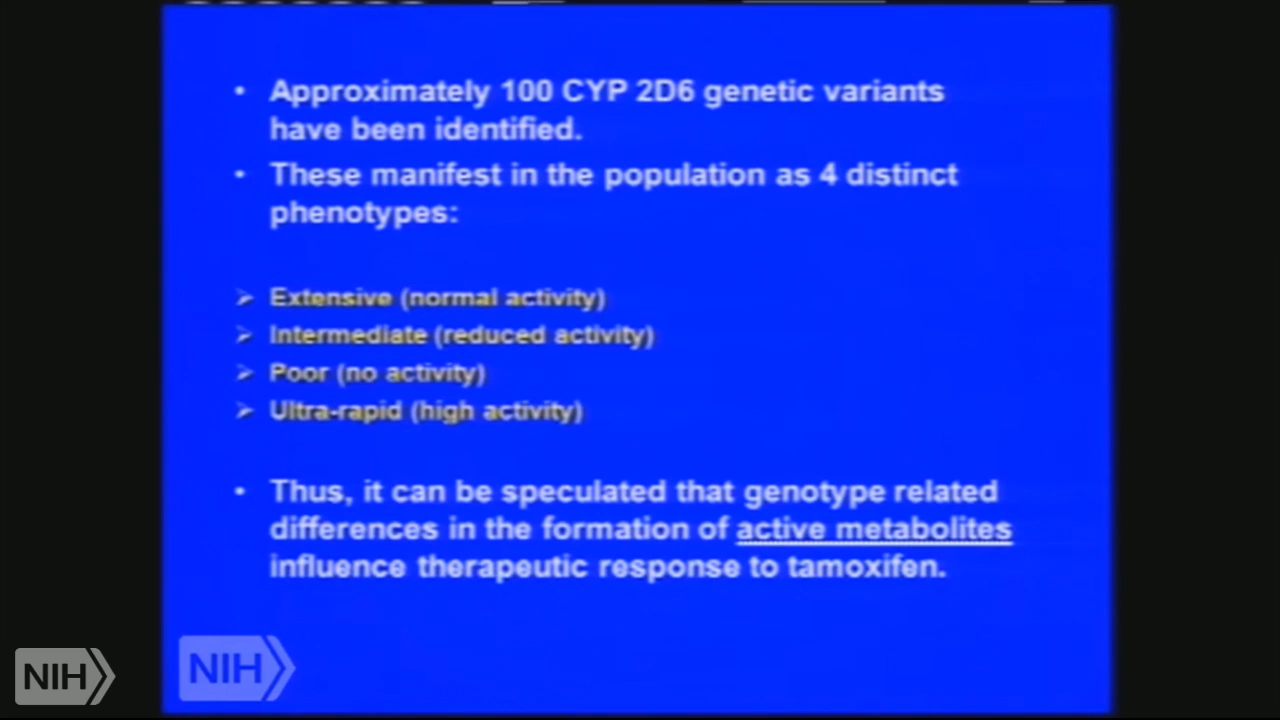 • Approximately 100 CYP 2D6 genetic variants
have been identified.
• These manifest in the population as 4 distinct
phenotypes:
➢ Extensive (normal activity)
➢ Intermediate (reduced activity)
➢ Poor (no activity)
➢ Ultra-rapid (high activity)
• Thus, it can be speculated that genotype related
differences in the formation of active metabolites
influence therapeutic response to tamoxifen.
NIH
NIH